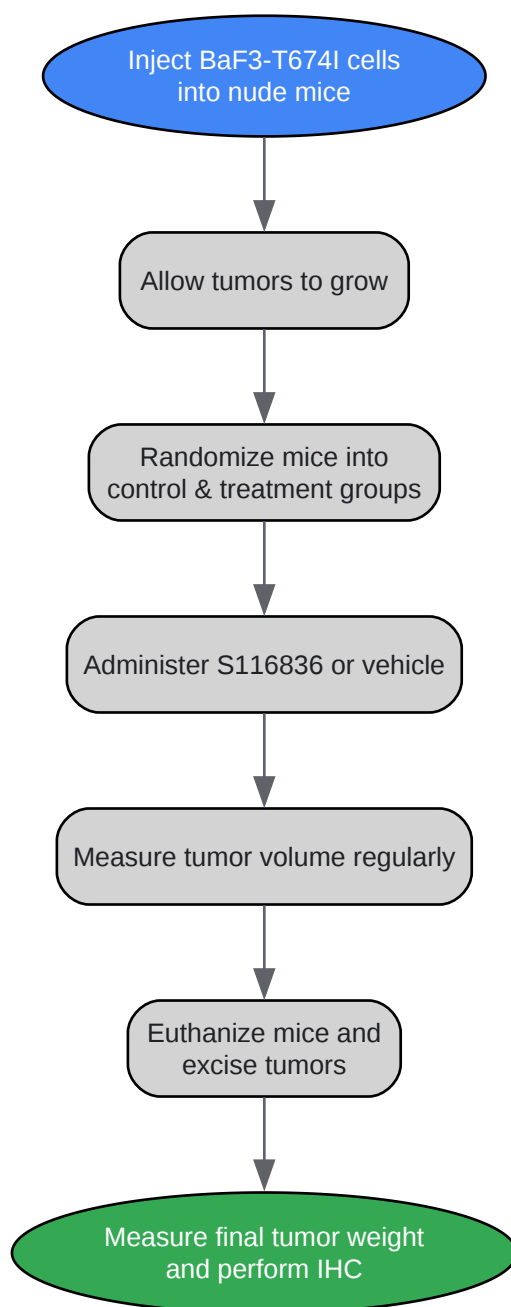 Inject BaF3-T674I cells
into nude mice
Allow tumors to grow
Randomize mice into
control & treatment groups
Administer S116836 or vehicle
Measure tumor volume regularly
Euthanize mice and
excise tumors
Measure final tumor weight
and perform IHC